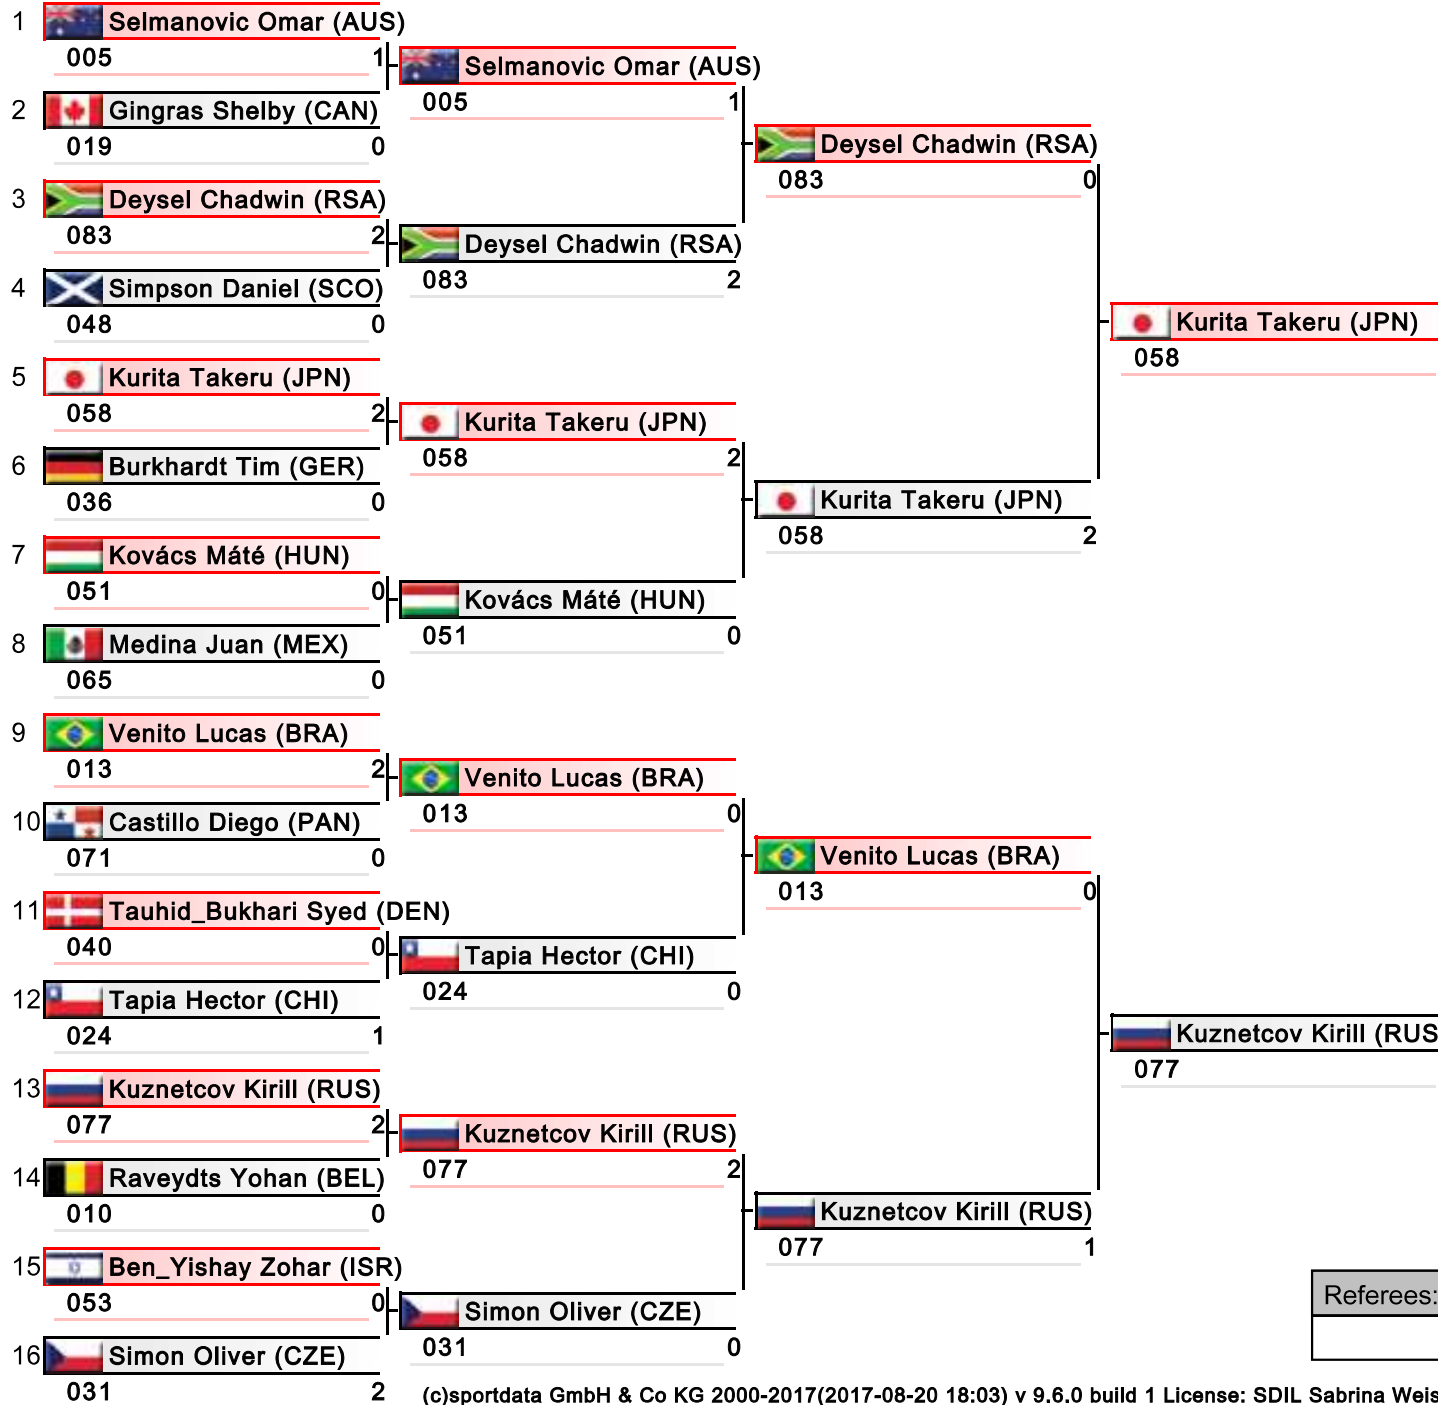 1 Selmanovic Omar (AUS)
005 1
2 Gingras Shelby (CAN)
019 0
3 Deysel Chadwin (RSA)
083 2
4 Simpson Daniel (SCO)
048 0
5 Kurita Takeru (JPN)
058 2
6 Burkhardt Tim (GER)
036 0
7 Kovács Máté (HUN)
051 0
8 Medina Juan (MEX)
065 0
9 Venito Lucas (BRA)
013 2
10 Castillo Diego (PAN)
071 0
11 Tauhid_Bukhari Syed (DEN)
040 0
12 Tapia Hector (CHI)
024 1
13 Kuznetcov Kirill (RUS)
077 2
14 Raveydts Yohan (BEL)
010 0
15 Ben_Yishay Zohar (ISR)
053 0
16 Simon Oliver (CZE)
031 2
Selmanovic Omar (AUS)
005 1
Deysel Chadwin (RSA)
083 2
Kurita Takeru (JPN)
058 2
Kovács Máté (HUN)
051 0
Venito Lucas (BRA)
013 0
Tapia Hector (CHI)
024 0
Kuznetcov Kirill (RUS)
077 2
Simon Oliver (CZE)
031 0
Deysel Chadwin (RSA)
083 0
Kurita Takeru (JPN)
058 2
Venito Lucas (BRA)
013 0
Kuznetcov Kirill (RUS)
077 1
Kurita Takeru (JPN)
058
Kuznetcov Kirill (RUS
077
Referees:
(c)sportdata GmbH & Co KG 2000-2017(2017-08-20 18:03) v 9.6.0 build 1 License: SDIL Sabrina Weis